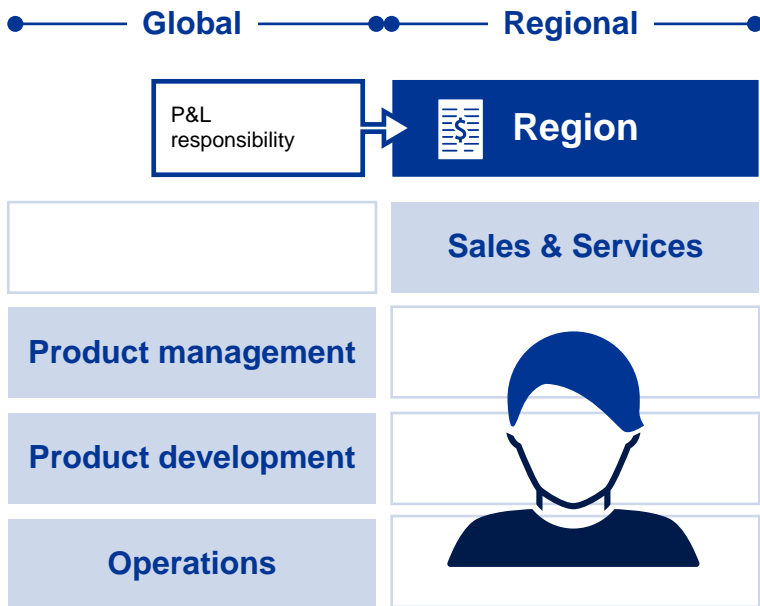 Global
Regional
P&L
responsibility
Region
Sales & Services
Product management
Product development
Operations